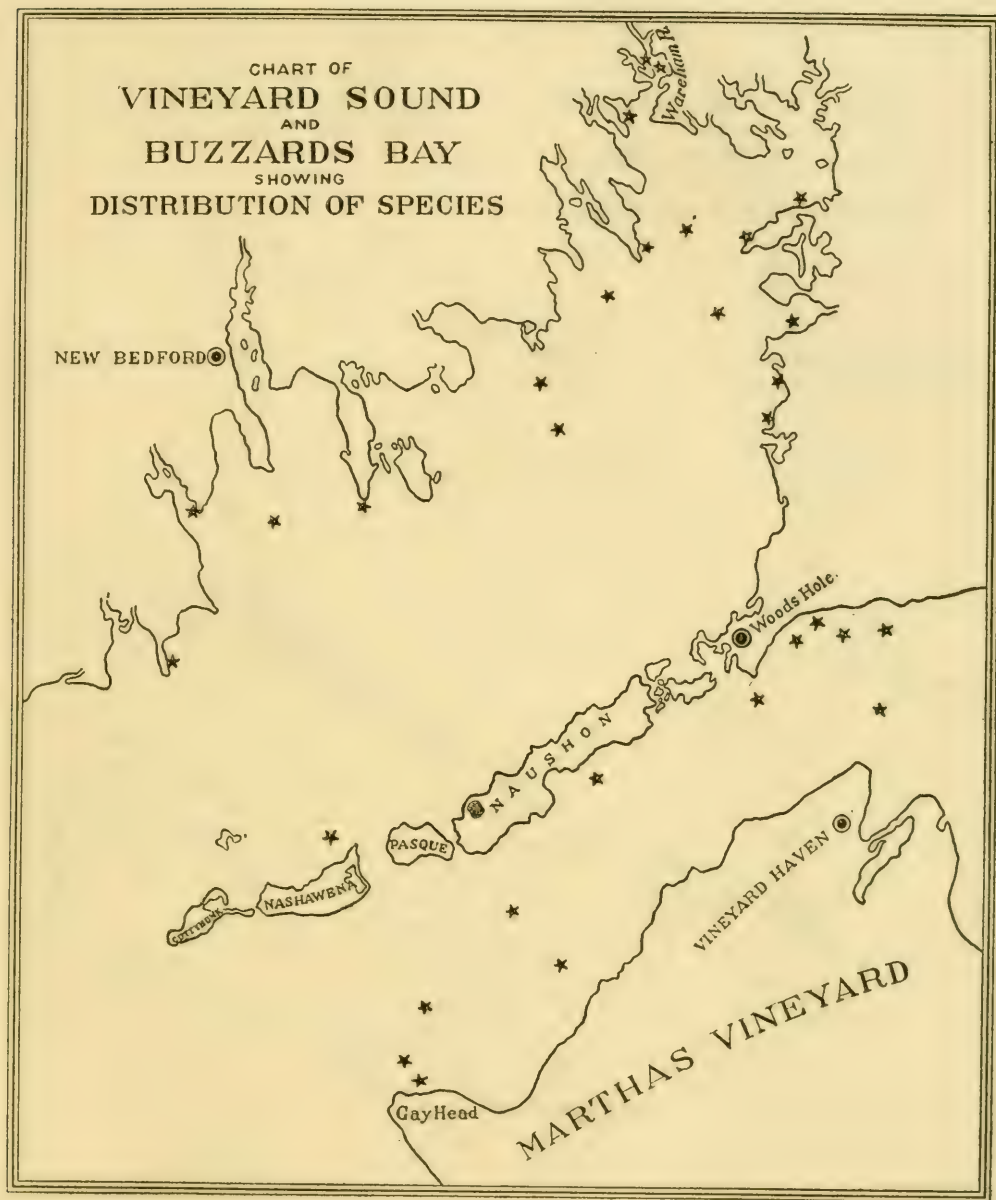 CHART OF
VINEYARD SOUND
AND
BUZZARDS BAY
SHOWING
DISTRIBUTION OF SPECIES
Wareham R.
NEW BEDFORD
Woods Hole.
NAUSHON
PASQUE
NASHAWENA
CUTTYHUNK
VINEYARD HAVEN
MARTHAS VINEYARD
Gay Head